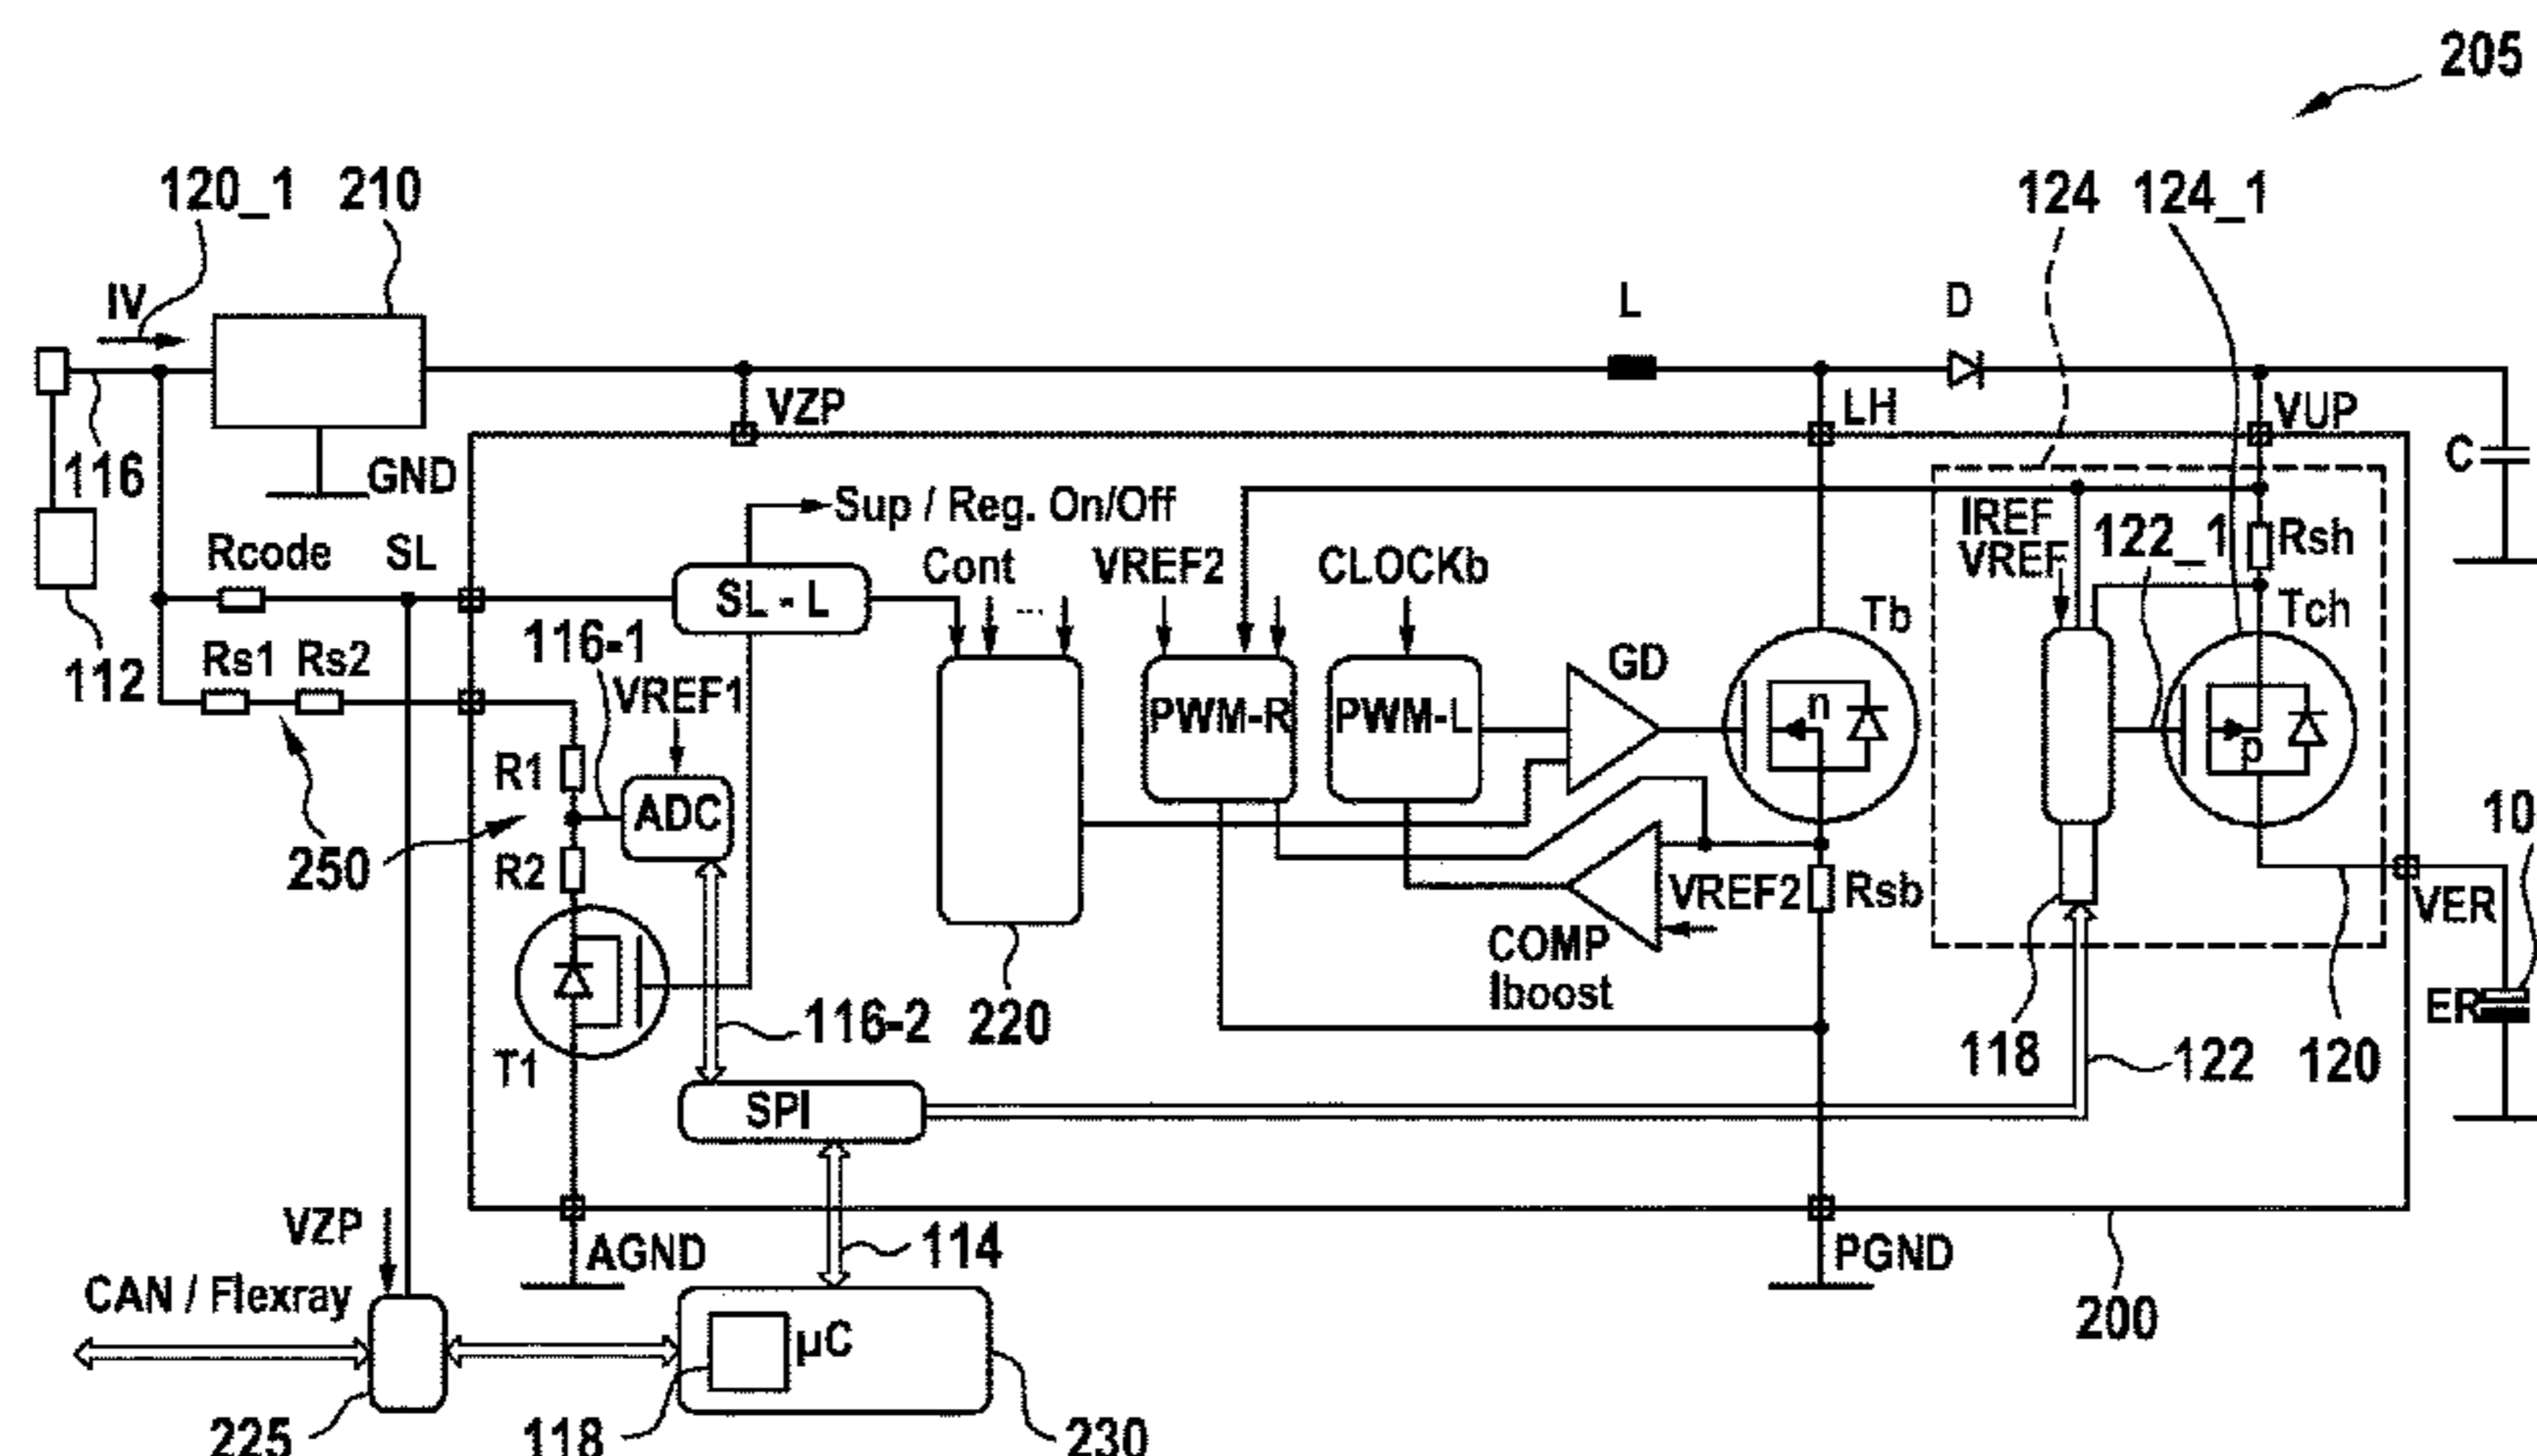 205
120_1 210
124 124_1
IV
L D
VZP LH VUP
116 GND
C
Sup / Reg. On/Off
IREF
Rsh
Rcode SL
SL - L
Cont ... VREF2 CLOCKb
VREF 122_1
Tch
Tb
112
Rs1 Rs2
116-1
VREF1
GD
n
PWM-R PWM-L
p
R1
ADC
10
250
R2
VREF2 Rsb
VER
COMP
Iboost
ER
T1
116-2 220
118 122 120
SPI
VZP
AGND 114
PGND
CAN / Flexray
200
µC
225 118 230